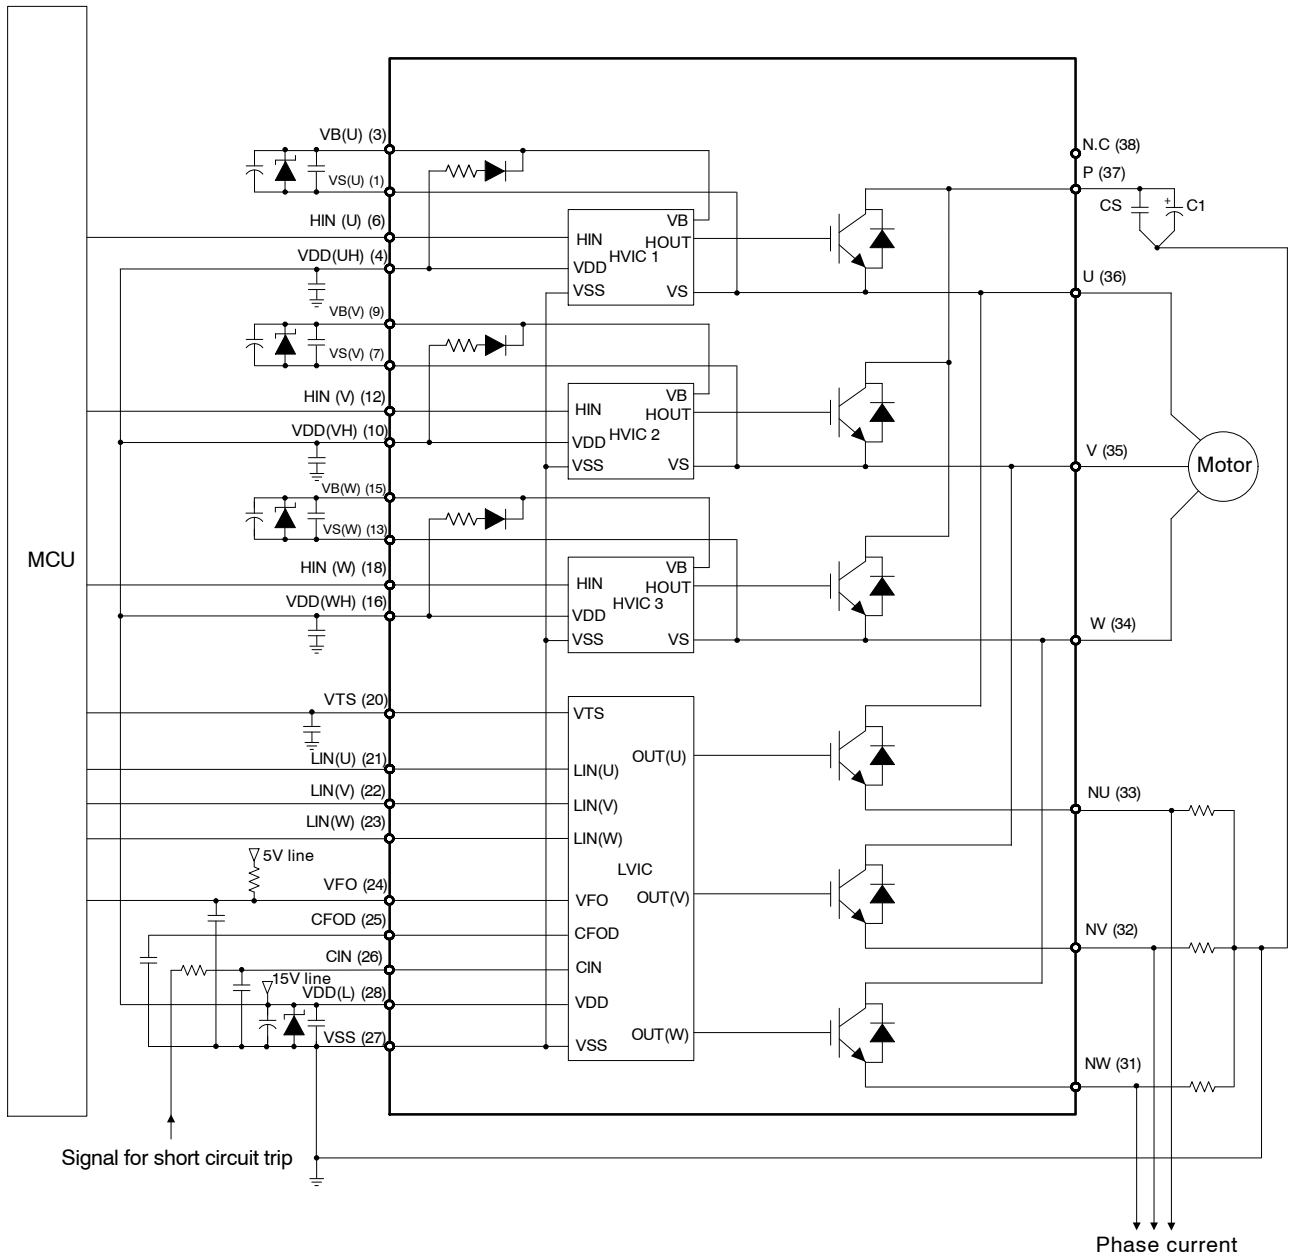 MCU
VB(U) (3)
VS(U) (1)
HIN (U) (6)
VDD(UH) (4)
VB(V) (9)
VS(V) (7)
HIN (V) (12)
VDD(VH) (10)
VB(W) (15)
VS(W) (13)
HIN (W) (18)
VDD(WH) (16)
VTS (20)
LIN(U) (21)
LIN(V) (22)
LIN(W) (23)
5V line
VFO (24)
CFOD (25)
CIN (26)
15V line
VDD(L) (28)
VSS (27)
Signal for short circuit trip
VB
HIN
HOUT
HVIC 1
VDD
VSS
VS
VB
HIN
HOUT
HVIC 2
VDD
VSS
VS
VB
HIN
HOUT
HVIC 3
VDD
VSS
VS
VTS
OUT(U)
LIN(U)
LIN(V)
LIN(W)
LVIC
VFO
OUT(V)
CFOD
CIN
VDD
OUT(W)
VSS
N.C (38)
P (37)
CS
+
C1
U (36)
V (35)
Motor
W (34)
NU (33)
NV (32)
NW (31)
Phase current